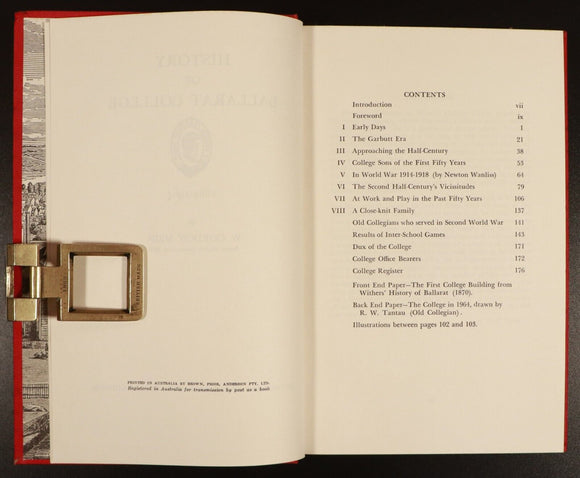 PRINTED IN AUSTRALIA BY BROWN, PRIOR, ANDERSON PTY. LTD.
Registered in Australia for transmission by post as a book
CONTENTS
Introduction vii
Foreword ix
I Early Days 1
II The Garbutt Era 21
III Approaching the Half-Century 38
IV College Sons of the First Fifty Years 53
V In World War 1914-1918 (by Newton Wanliss) 64
VI The Second Half-Century's Vicissitudes 79
VII At Work and Play in the Past Fifty Years 106
VIII A Close-knit Family 137
Old Collegians who served in Second World War 141
Results of Inter-School Games 143
Dux of the College 171
College Office Bearers 172
College Register 176
Front End Paper—The First College Building from
Withers' History of Ballarat (1870).
Back End Paper—The College in 1964, drawn by
R. W. Tantau (Old Collegian).
Illustrations between pages 102 and 103.
HISTORY
OF
BALLARAT COLLEGE